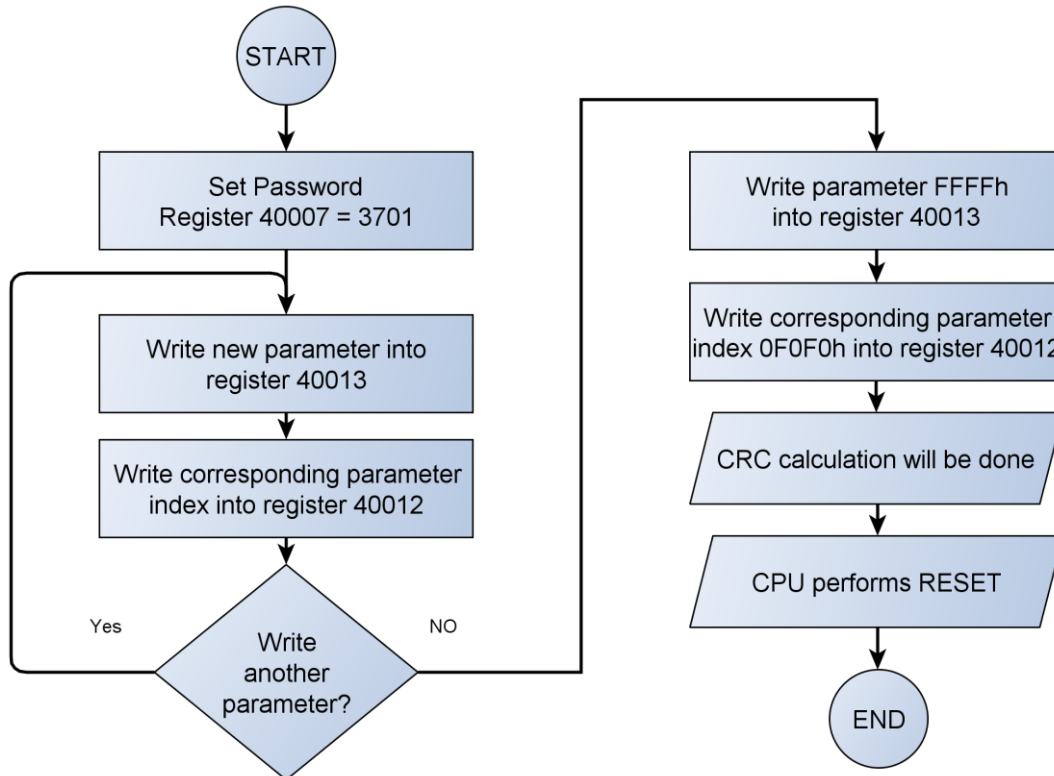 START
Set Password
Register 40007 = 3701
Write new parameter into
register 40013
Write corresponding parameter
index into register 40012
Write
another
parameter?
Yes
NO
Write parameter FFFFh
into register 40013
Write corresponding parameter
index 0F0F0h into register 40012
CRC calculation will be done
CPU performs RESET
END